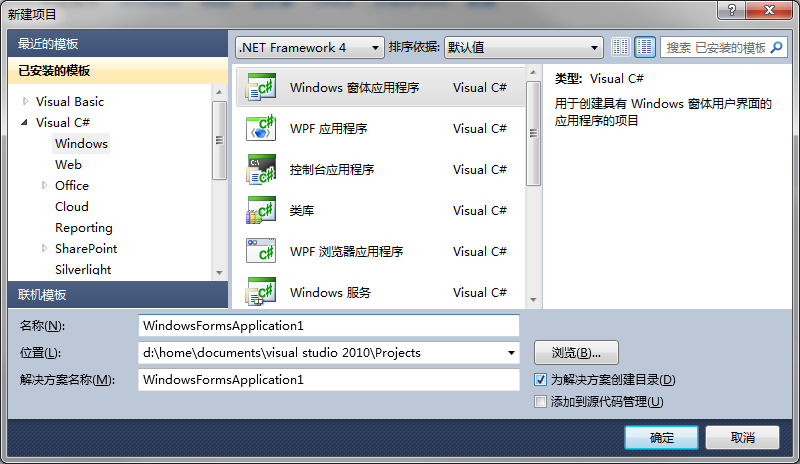 新建项目
最近的模板
已安装的模板
Visual Basic
Visual C#
Windows
Web
Office
Cloud
Reporting
SharePoint
Silverlight
联机模板
.NET Framework 4
排序依据:
默认值
搜索 已安装的模板
Windows 窗体应用程序 Visual C#
WPF 应用程序 Visual C#
控制台应用程序 Visual C#
类库 Visual C#
WPF 浏览器应用程序 Visual C#
Windows 服务 Visual C#
类型: Visual C#
用于创建具有 Windows 窗体用户界面的
应用程序的项目
名称(N): WindowsFormsApplication1
位置(L): d:\home\documents\visual studio 2010\Projects
浏览(B)...
解决方案名称(M): WindowsFormsApplication1
为解决方案创建目录(D)
添加到源代码管理(U)
确定
取消